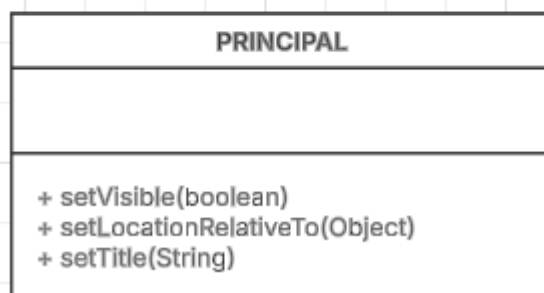 PRINCIPAL
+ setVisible(boolean)
+ setLocationRelativeTo(Object)
+ setTitle(String)